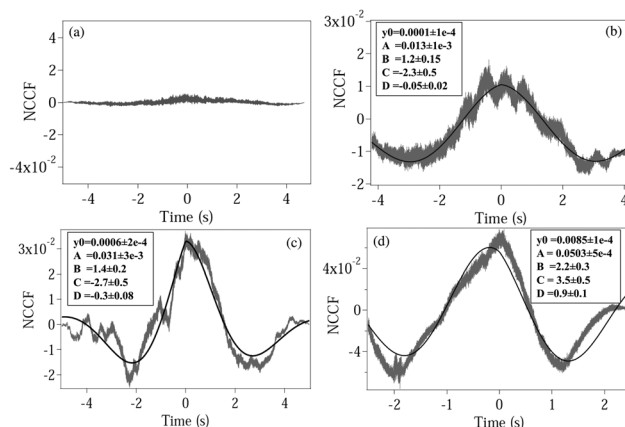 (a)
4
2
0
-2
-4x10-2
NCCF
-4 -2 0 2 4
Time (s)
(b)
3x10-2
2
1
0
-1
-2
NCCF
y0=0.0001±1e-4
A =0.013±1e-3
B =1.2±0.15
C =-2.3±0.5
D =-0.05±0.02
-4 -2 0 2 4
Time (s)
(c)
3x10-2
2
1
0
-1
-2
NCCF
y0=0.0006±2e-4
A =0.031±3e-3
B =1.4±0.2
C =-2.7±0.5
D =-0.3±0.08
-4 -2 0 2 4
Time (s)
(d)
4x10-2
0
-4
NCCF
y0 =0.0085±1e-4
A =0.0503±5e-4
B =2.2±0.3
C =3.5±0.5
D =0.9±0.1
-2 -1 0 1 2
Time (s)